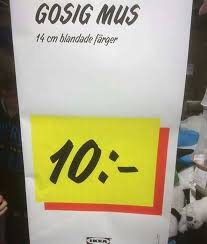 GOSIG MUS
14 cm blandade färger
10:-
IKEA